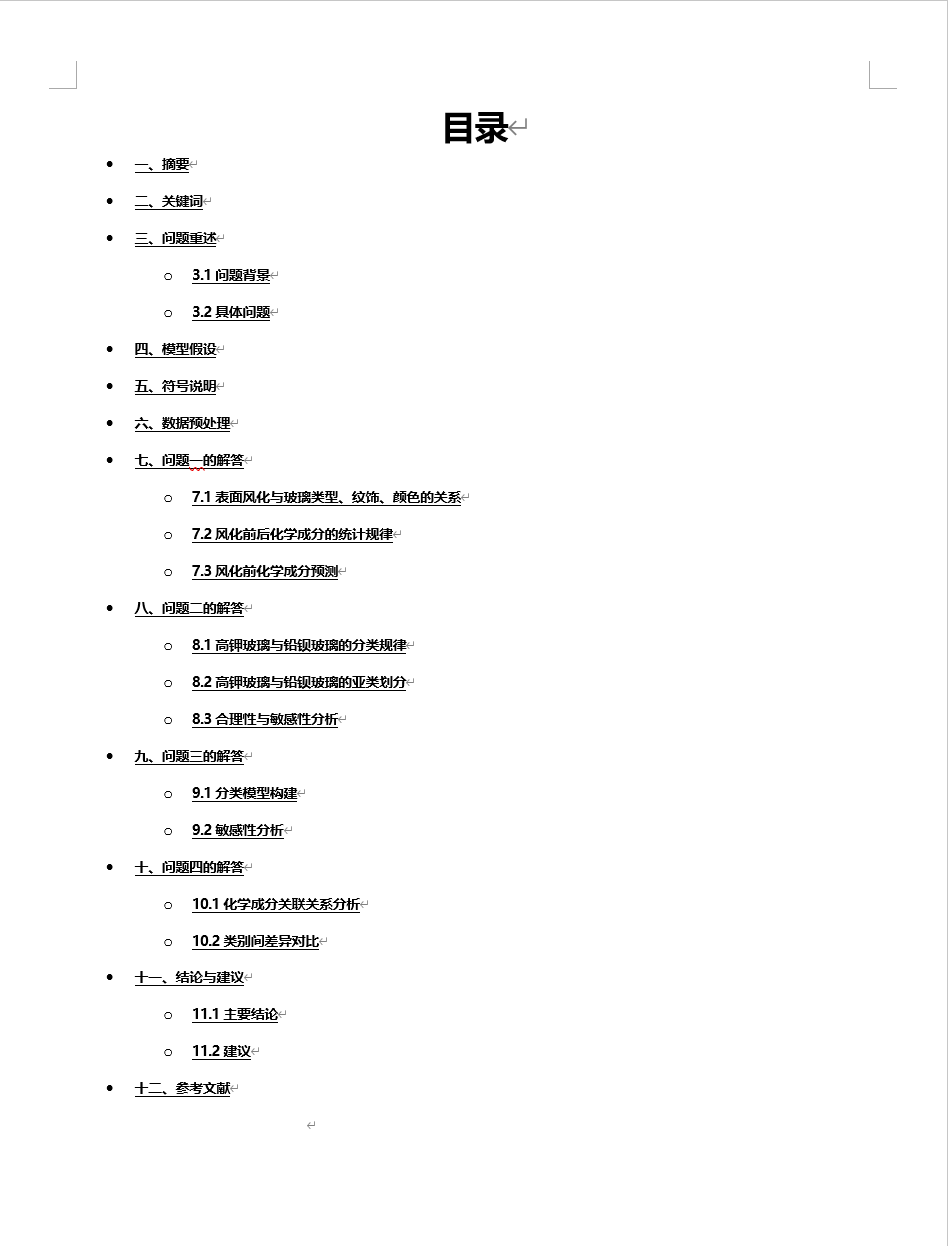 目录
一、摘要
二、关键词
三、问题重述
3.1 问题背景
3.2 具体问题
四、模型假设
五、符号说明
六、数据预处理
七、问题一的解答
7.1 表面风化与玻璃类型、纹饰、颜色的关系
7.2 风化前后化学成分的统计规律
7.3 风化前化学成分预测
八、问题二的解答
8.1 高钾玻璃与铅钡玻璃的分类规律
8.2 高钾玻璃与铅钡玻璃的亚类划分
8.3 合理性与敏感性分析
九、问题三的解答
9.1 分类模型构建
9.2 敏感性分析
十、问题四的解答
10.1 化学成分关联关系分析
10.2 类别间差异对比
十一、结论与建议
11.1 主要结论
11.2 建议
十二、参考文献